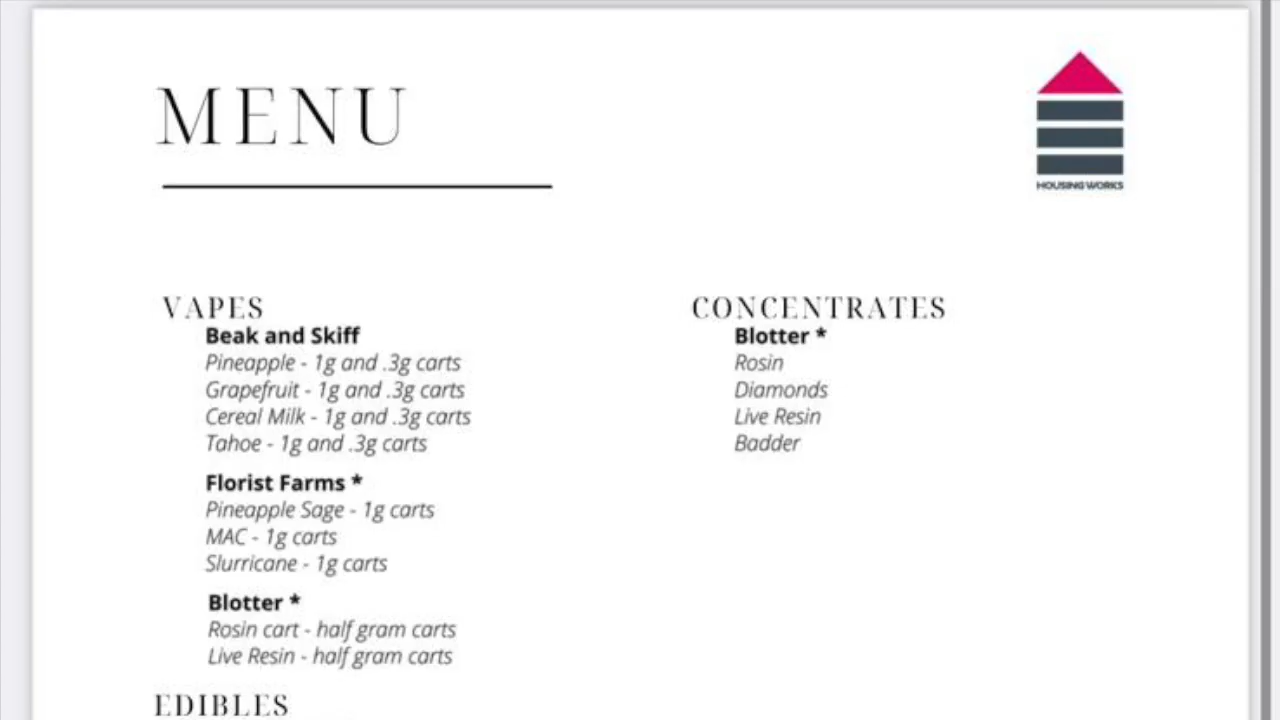 MENU
HOUSING WORKS
VAPES
Beak and Skiff
Pineapple - 1g and .3g carts
Grapefruit - 1g and .3g carts
Cereal Milk - 1g and .3g carts
Tahoe - 1g and .3g carts
Florist Farms *
Pineapple Sage - 1g carts
MAC - 1g carts
Slurricane - 1g carts
Blotter *
Rosin cart - half gram carts
Live Resin - half gram carts
EDIBLES
CONCENTRATES
Blotter *
Rosin
Diamonds
Live Resin
Badder